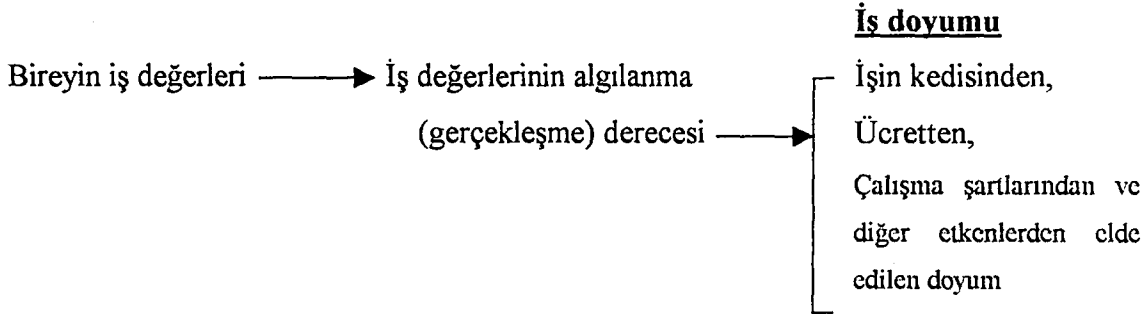 İş doyumu
Bireyin iş değerleri → İş değerlerinin algılanma
(gerçekleşme) derecesi →
İşin kedisinden,
Ücretten,
Çalışma şartlarından ve
diğer etkenlerden elde
edilen doyum